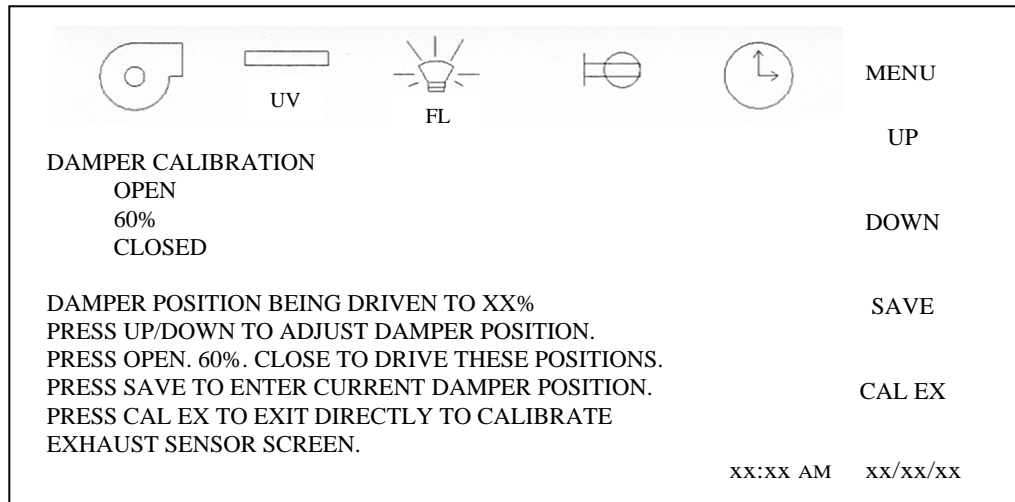 UV
FL
MENU
UP
DAMPER CALIBRATION
OPEN
60%
CLOSED
DOWN
DAMPER POSITION BEING DRIVEN TO XX%
PRESS UP/DOWN TO ADJUST DAMPER POSITION.
PRESS OPEN. 60%. CLOSE TO DRIVE THESE POSITIONS.
PRESS SAVE TO ENTER CURRENT DAMPER POSITION.
PRESS CAL EX TO EXIT DIRECTLY TO CALIBRATE
EXHAUST SENSOR SCREEN.
SAVE
CAL EX
xx:xx AM xx/xx/xx